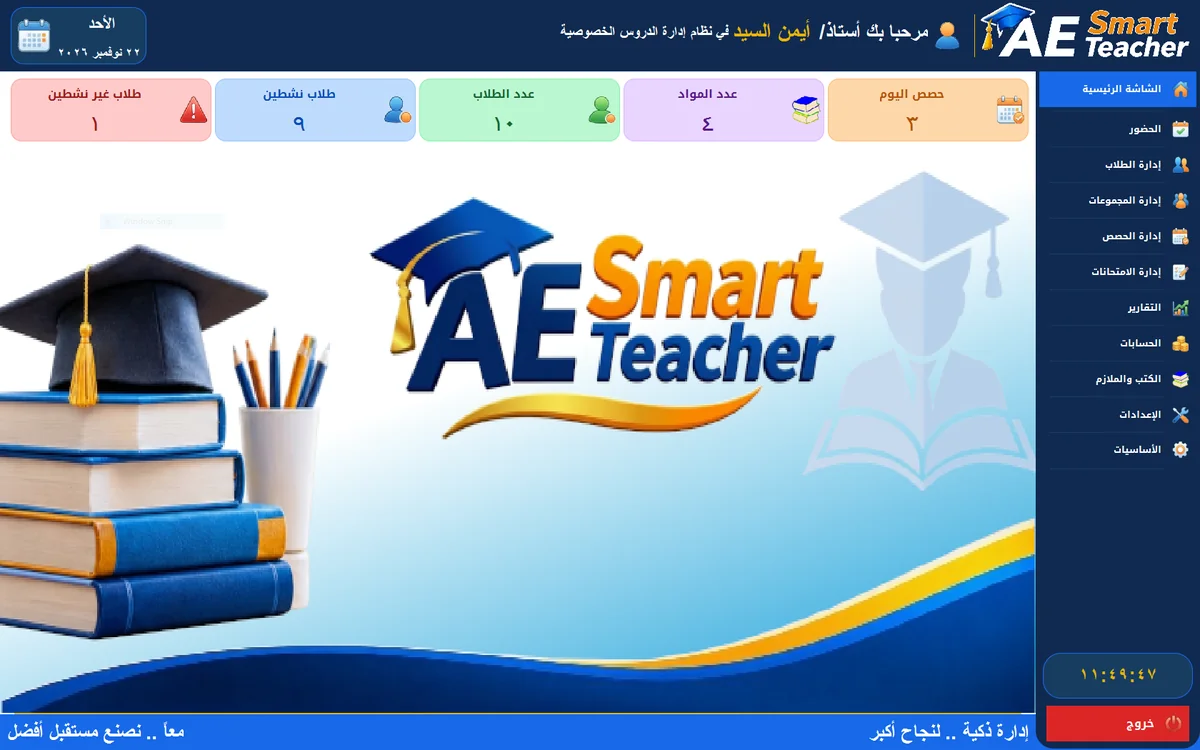 AE Smart Teacher
مرحبا بك أستاذ/ أيمن السيد في نظام إدارة الدروس الخصوصية
الأحد
٢٢ نوفمبر ٢٠٢٦
الشاشة الرئيسية
الحضور
إدارة الطلاب
إدارة المجموعات
إدارة الحصص
إدارة الامتحانات
التقارير
الحسابات
الكتب والملازم
الإعدادات
الأساسيات
١١:٤٩:٤٧
خروج
حصص اليوم
٣
عدد المواد
٤
عدد الطلاب
١٠
طلاب نشطين
٩
طلاب غير نشطين
١
AE Smart Teacher
إدارة ذكية .. لنجاح أكبر
معاً .. نصنع مستقبل أفضل